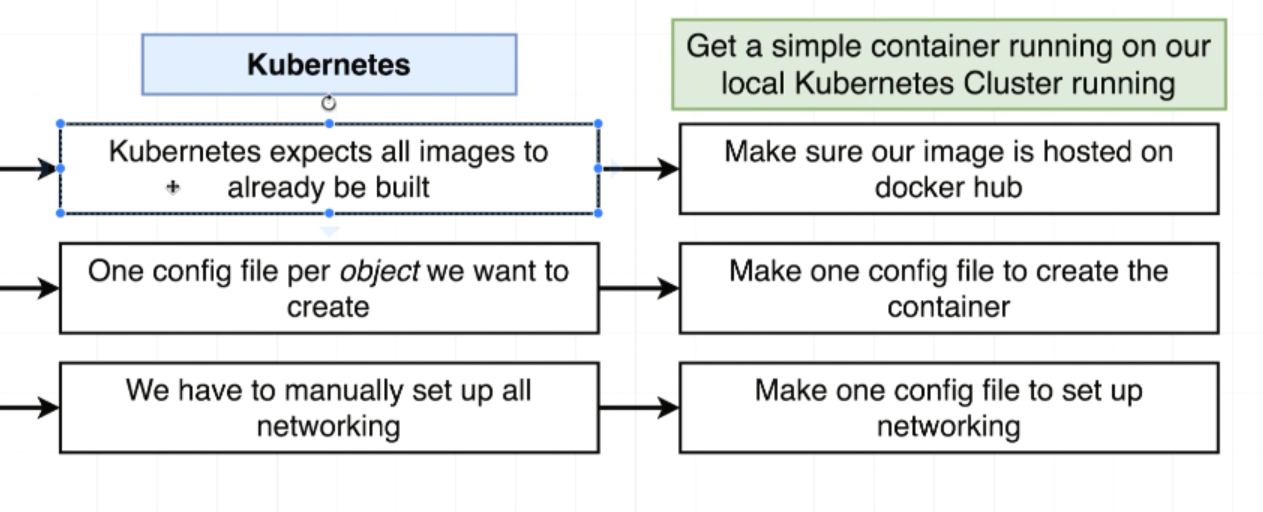 Kubernetes
Get a simple container running on our
local Kubernetes Cluster running
Kubernetes expects all images to
already be built
Make sure our image is hosted on
docker hub
One config file per object we want to
create
Make one config file to create the
container
We have to manually set up all
networking
Make one config file to set up
networking